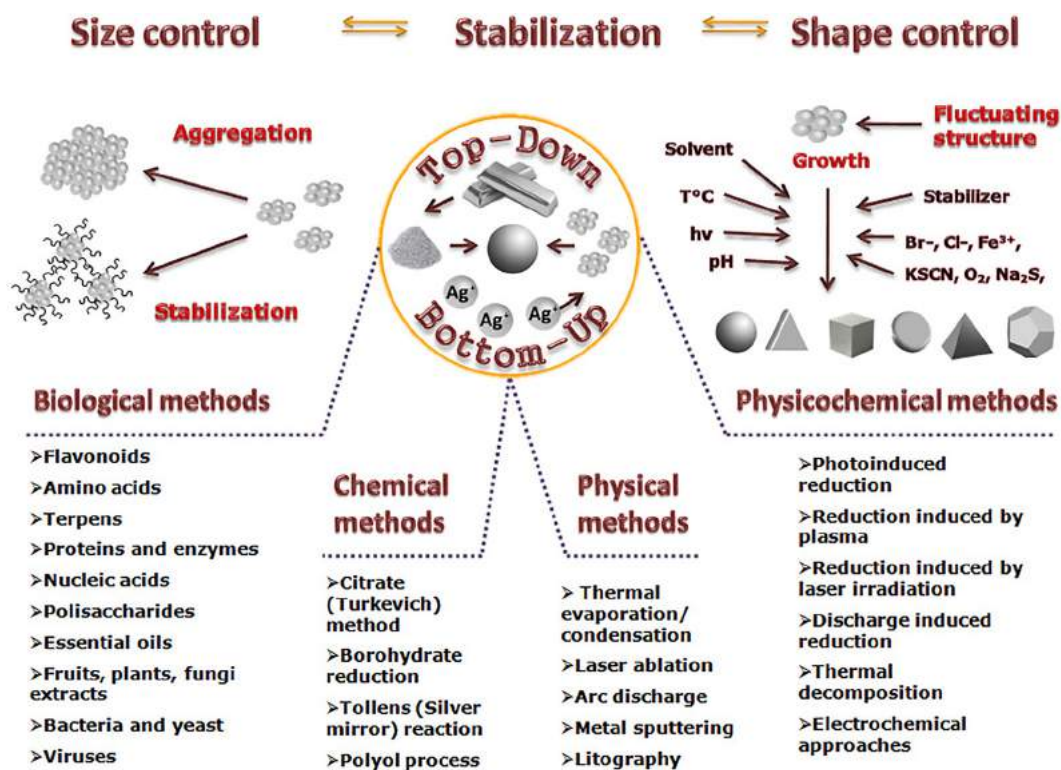 Size control
Stabilization
Shape control
Aggregation
Stabilization
Top-Down
Ag⁺
Ag⁺
Ag⁺
Bottom-Up
Fluctuating
structure
Growth
Solvent
T°C
hν
pH
Stabilizer
Br-, Cl-, Fe³⁺,
KSCN, O₂, Na₂S,
Biological methods
➢Flavonoids
➢Amino acids
➢Terpens
➢Proteins and enzymes
➢Nucleic acids
➢Polisaccharides
➢Essential oils
➢Fruits, plants, fungi
extracts
➢Bacteria and yeast
➢Viruses
Chemical
methods
➢Citrate
(Turkevich)
method
➢Borohydrate
reduction
➢Tollens (Silver
mirror) reaction
➢Polyol process
Physical
methods
➢Thermal
evaporation/
condensation
➢Laser ablation
➢Arc discharge
➢Metal sputtering
➢Litography
Physicochemical methods
➢Photoinduced
reduction
➢Reduction induced by
plasma
➢Reduction induced by
laser irradiation
➢Discharge induced
reduction
➢Thermal
decomposition
➢Electrochemical
approaches